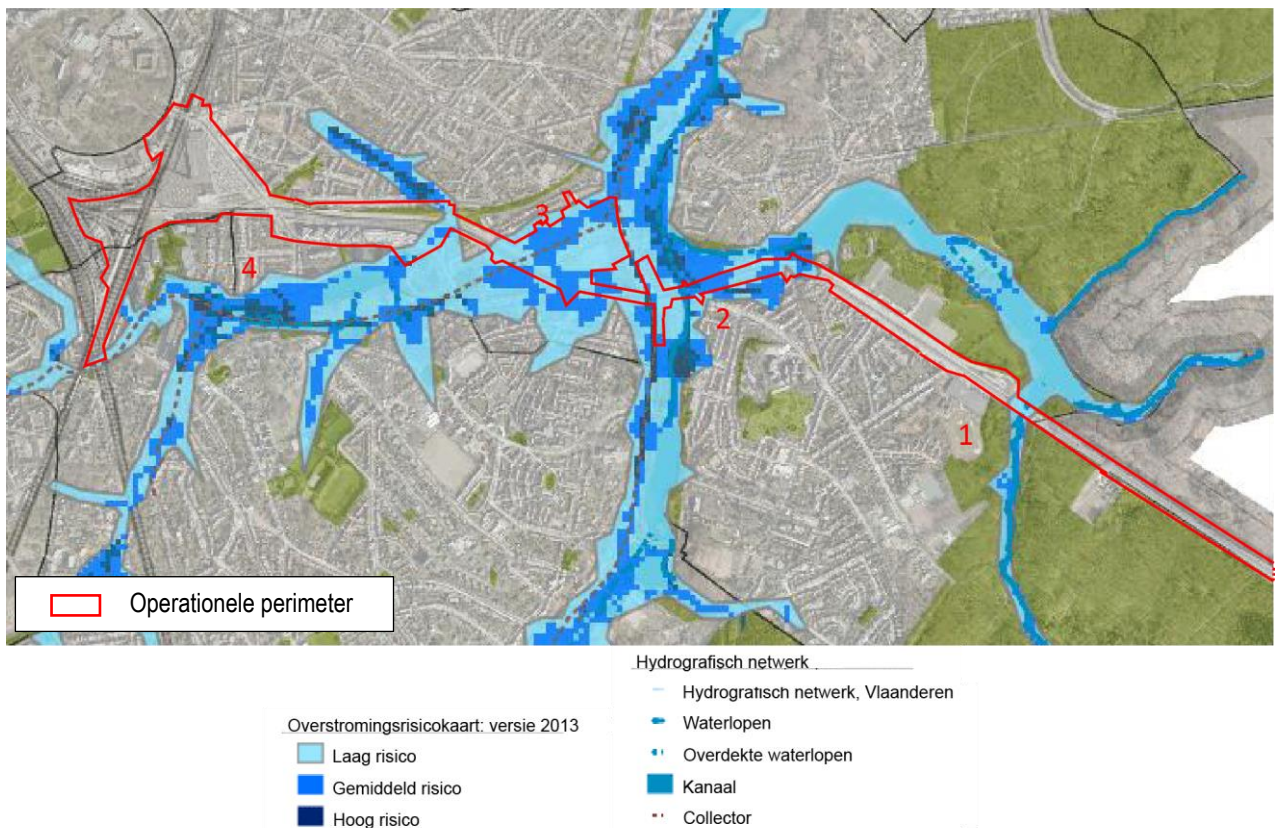 3
4
2
1
Operationele perimeter
Hydrografisch netwerk
Hydrografisch netwerk, Vlaanderen
Overstromingsrisicokaart: versie 2013
Waterlopen
Laag risico
Overdekte waterlopen
Gemiddeld risico
Kanaal
Hoog risico
Collector